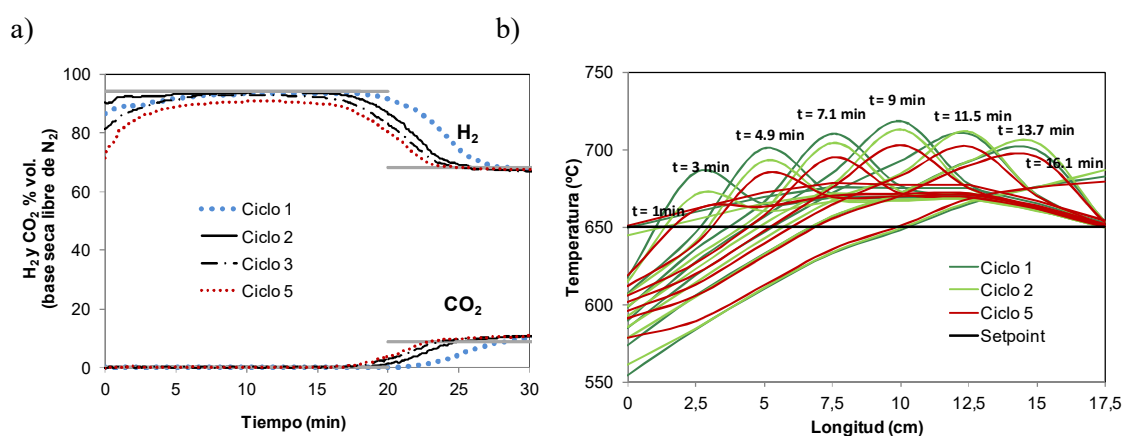 a)
b)
H₂ y CO₂ % vol.
(base seca libre de N₂)
100
80
60
40
20
0
0
5
10
15
20
25
30
Tiempo (min)
H₂
CO₂
Ciclo 1
Ciclo 2
Ciclo 3
Ciclo 5
Temperatura (ºC)
750
700
650
600
550
0
2,5
5
7,5
10
12,5
15
17,5
Longitud (cm)
t = 1min
t = 3 min
t = 4.9 min
t = 7.1 min
t = 9 min
t = 11.5 min
t = 13.7 min
t = 16.1 min
Ciclo 1
Ciclo 2
Ciclo 5
Setpoint